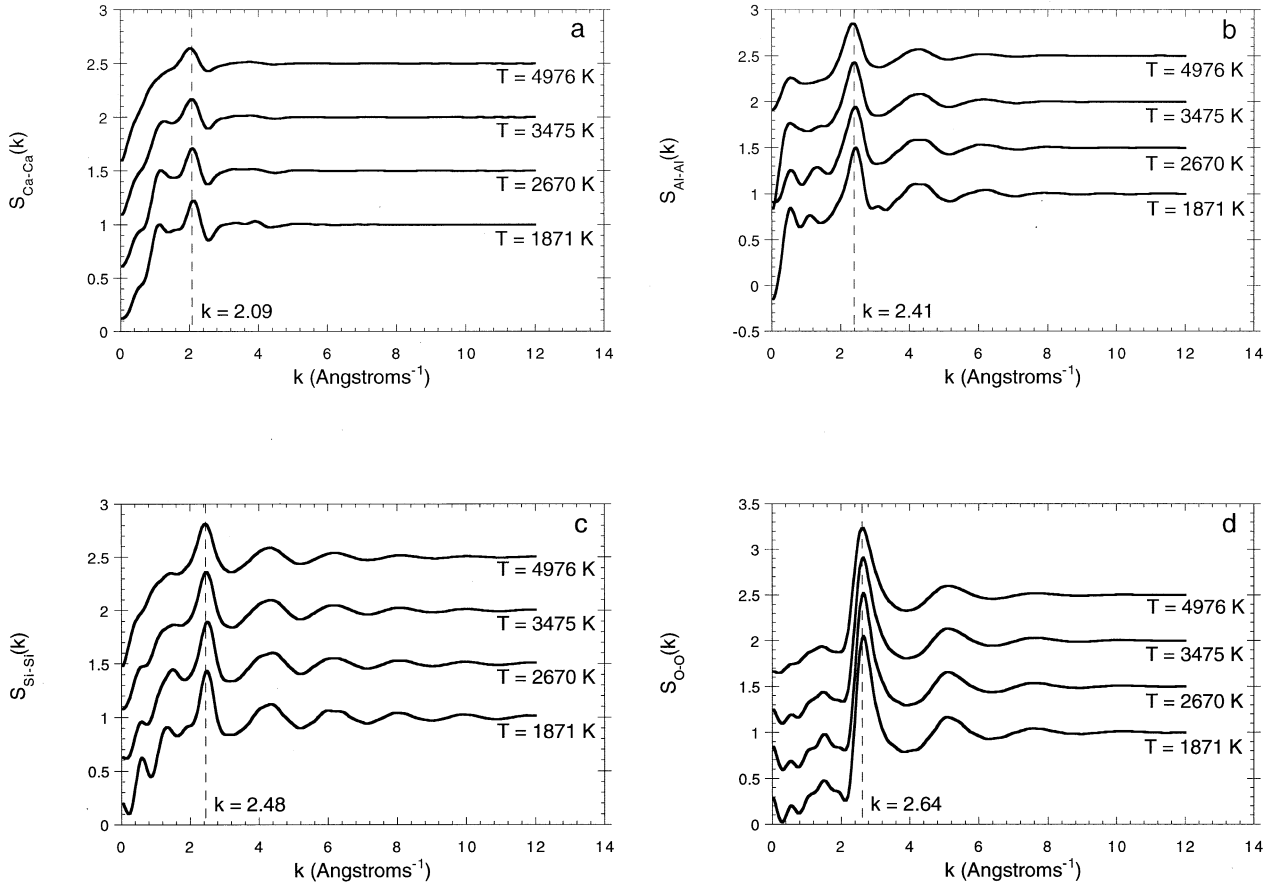 a
3
2.5
2
1.5
1
0.5
0
S_Ca-Ca(k)
T = 4976 K
T = 3475 K
T = 2670 K
T = 1871 K
k = 2.09
0 2 4 6 8 10 12 14
k (Angstroms⁻¹)
b
3
2.5
2
1.5
1
0.5
0
-0.5
S_Al-Al(k)
T = 4976 K
T = 3475 K
T = 2670 K
T = 1871 K
k = 2.41
0 2 4 6 8 10 12 14
k (Angstroms⁻¹)
c
3
2.5
2
1.5
1
0.5
0
S_Si-Si(k)
T = 4976 K
T = 3475 K
T = 2670 K
T = 1871 K
k = 2.48
0 2 4 6 8 10 12 14
k (Angstroms⁻¹)
d
3.5
3
2.5
2
1.5
1
0.5
0
S_O-O(k)
T = 4976 K
T = 3475 K
T = 2670 K
T = 1871 K
k = 2.64
0 2 4 6 8 10 12 14
k (Angstroms⁻¹)